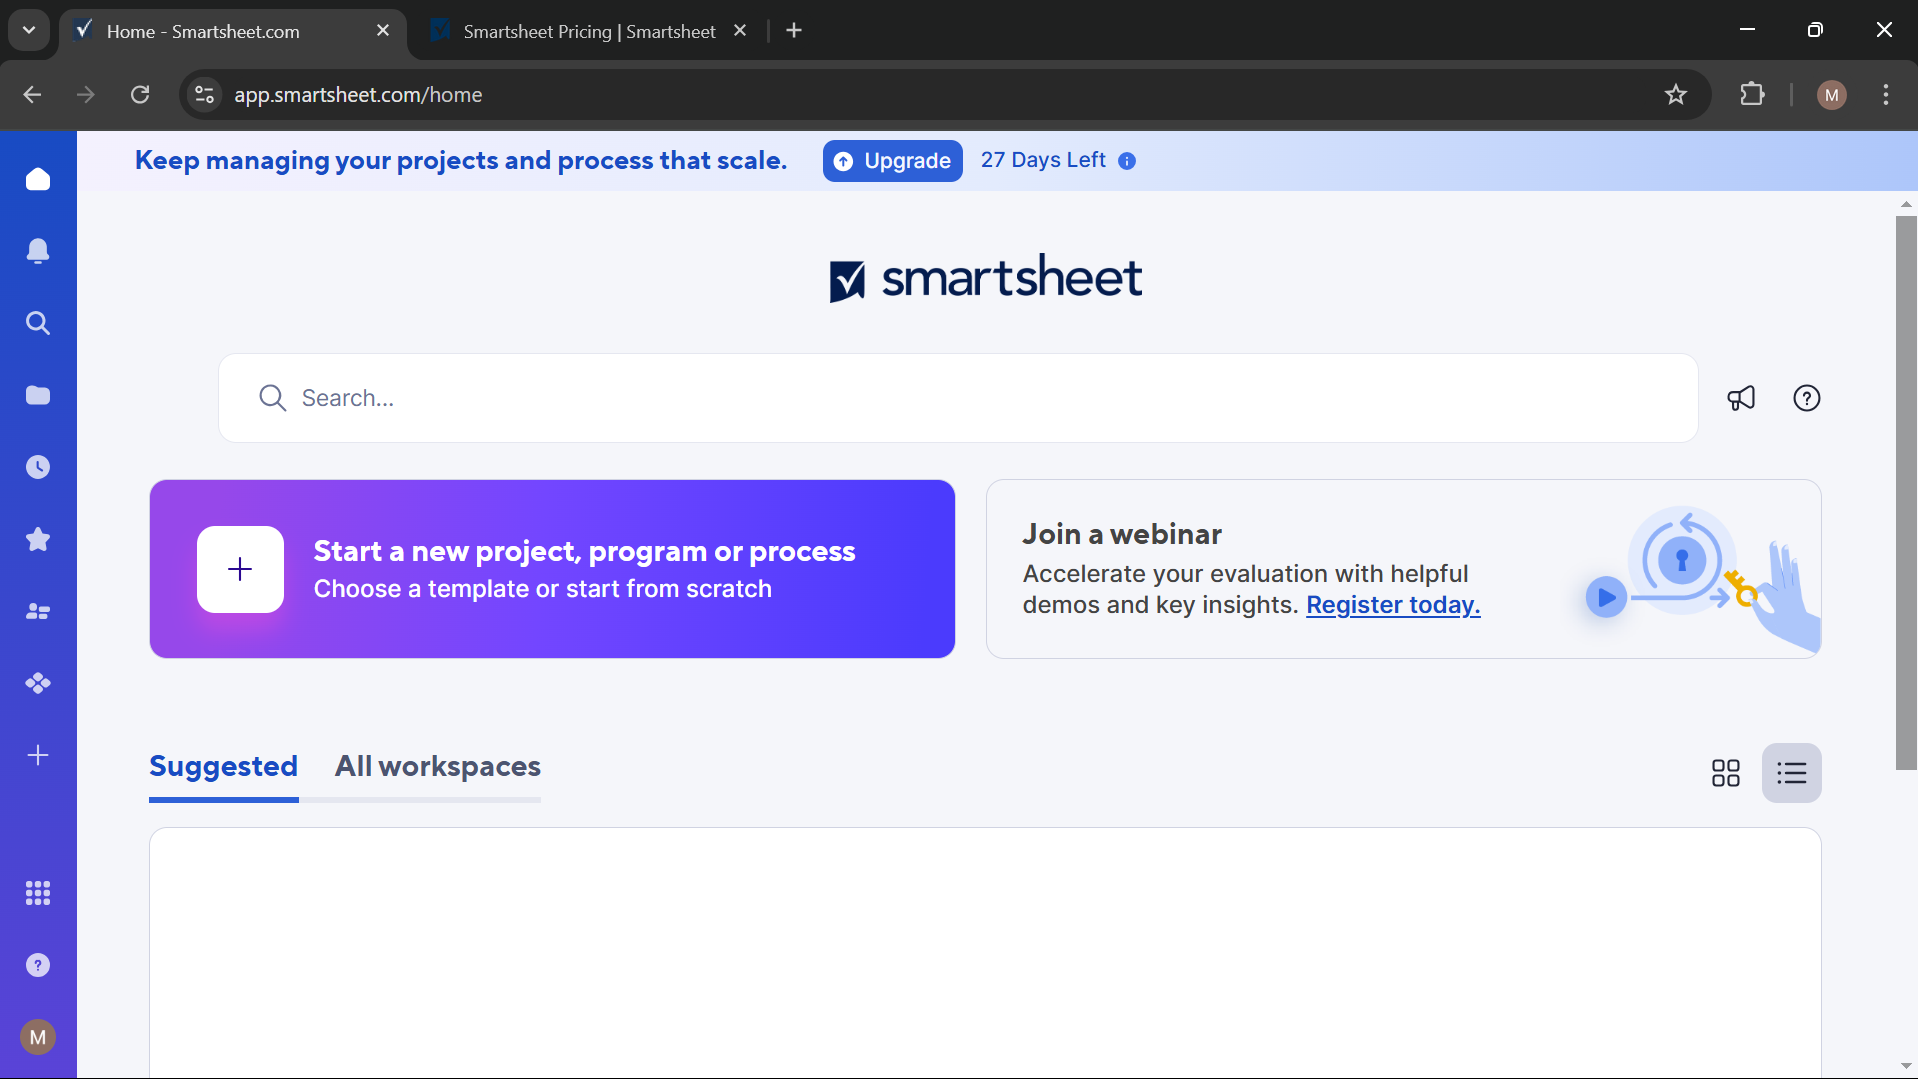 Home - Smartsheet.com
Smartsheet Pricing | Smartsheet
app.smartsheet.com/home
M
Keep managing your projects and process that scale.
Upgrade
27 Days Left
smartsheet
Search...
Start a new project, program or process
Choose a template or start from scratch
Join a webinar
Accelerate your evaluation with helpful
demos and key insights. Register today.
Suggested
All workspaces
M